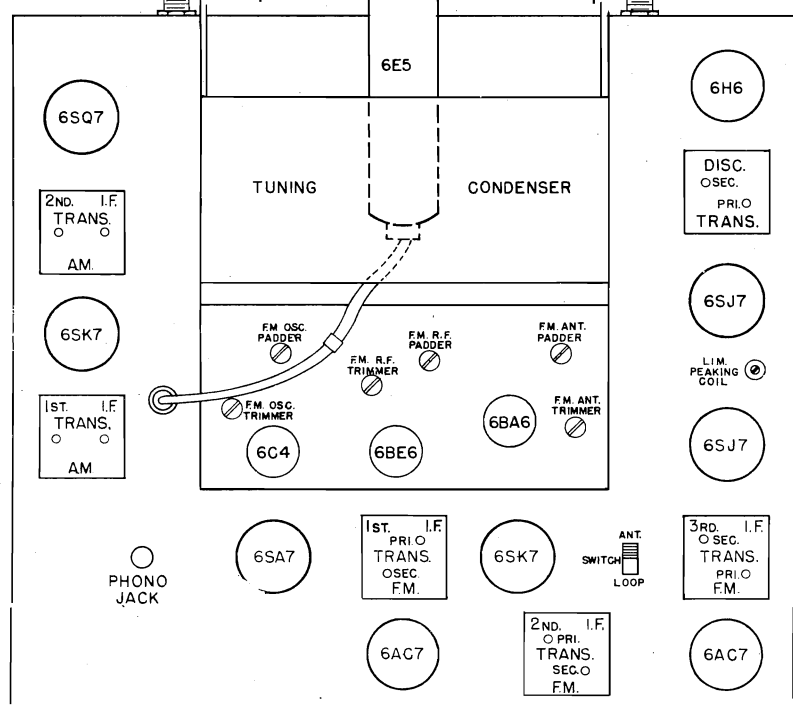 6E5
6H6
6SQ7
DISC.
SEC.
PRI.
TRANS.
TUNING CONDENSER
2ND. I.F.
TRANS.
A.M.
6SJ7
6SK7
F.M OSC.
PADDER
F.M. R.F.
PADDER
F.M. ANT.
PADDER
F.M. R.F.
TRIMMER
LIM.
PEAKING
COIL
1ST. I.F.
TRANS.
A.M
F.M. OSC.
TRIMMER
F.M. ANT.
TRIMMER
6BA6
6C4
6BE6
6SJ7
1ST. I.F.
PRI.
TRANS.
SEC.
F.M.
6SA7
6SK7
ANT.
SWITCH
LOOP
3RD. I.F.
SEC.
TRANS.
PRI.
F.M.
PHONO
JACK
2ND. I.F.
PRI.
TRANS.
SEC.
F.M.
6AC7
6AC7